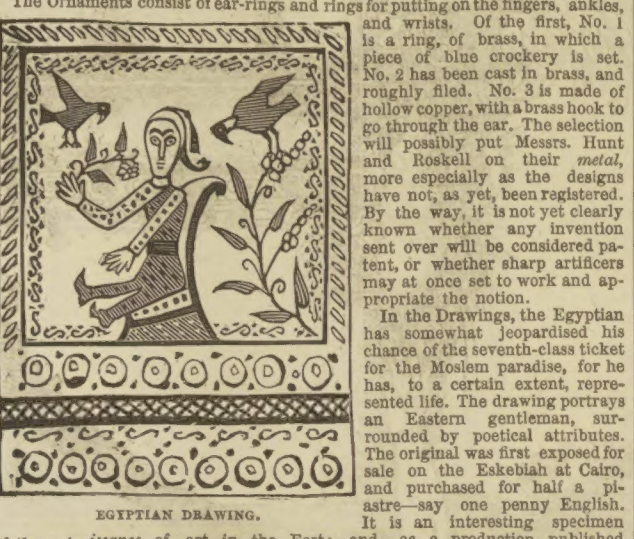 The Ornaments consist of ear-rings and rings for putting on the fingers, ankles,
and wrists. Of the first, No. 1
is a ring, of brass, in which a
piece of blue crockery is set.
No. 2 has been cast in brass, and
roughly filed. No. 3 is made of
hollow copper, with a brass hook to
go through the ear. The selection
will possibly put Messrs. Hunt
and Roskell on their metal,
more especially as the designs
have not, as yet, been registered.
By the way, it is not yet clearly
known whether any invention
sent over will be considered pa-
tent, or whether sharp artificers
may at once set to work and ap-
propriate the notion.
In the Drawings, the Egyptian
has somewhat jeopardised his
chance of the seventh-class ticket
for the Moslem paradise, for he
has, to a certain extent, repre-
sented life. The drawing portrays
an Eastern gentleman, sur-
rounded by poetical attributes.
The original was first exposed for
sale on the Eskebiah at Cairo,
and purchased for half a pi-
astre—say one penny English.
It is an interesting specimen
EGYPTIAN DRAWING.
of art in the East; and, as a production published